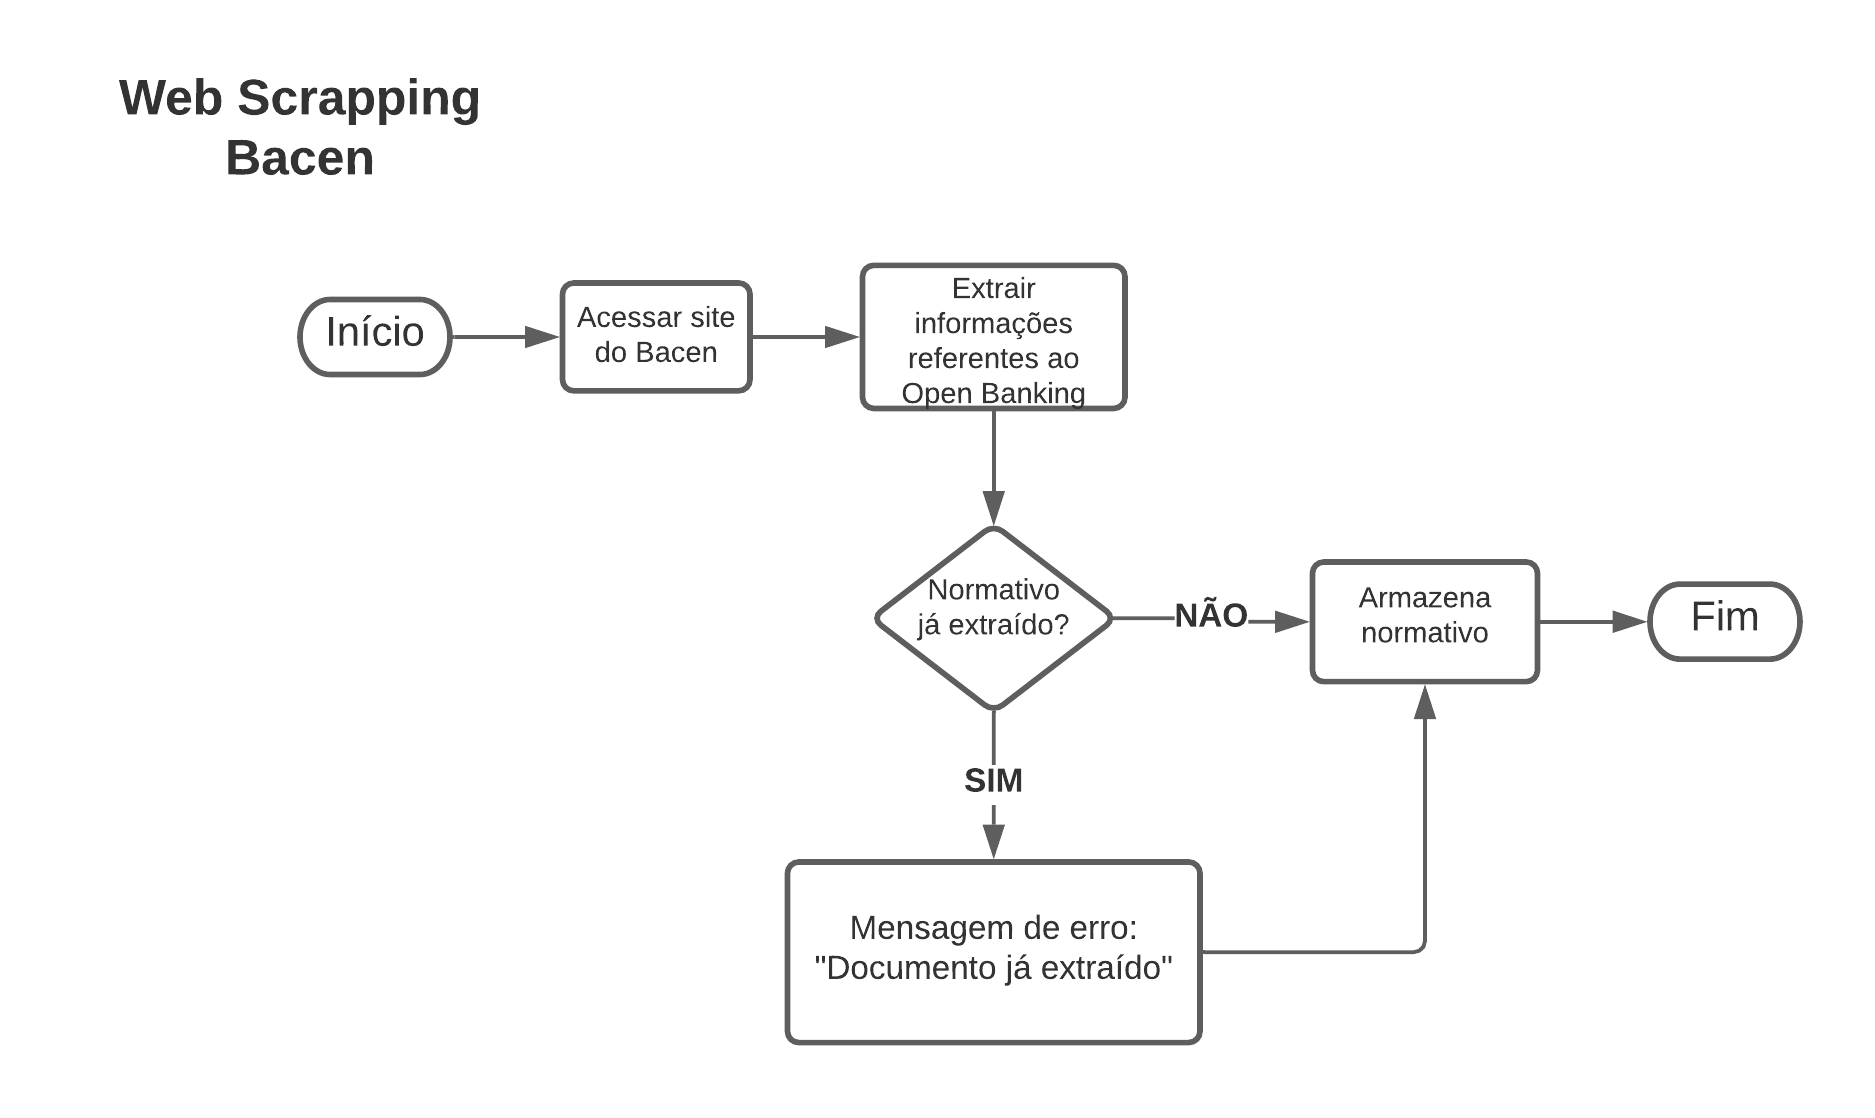 Web Scrapping
Bacen
Início
Acessar site
do Bacen
Extrair
informações
referentes ao
Open Banking
Normativo
já extraído?
NÃO
Armazena
normativo
Fim
SIM
Mensagem de erro:
"Documento já extraído"